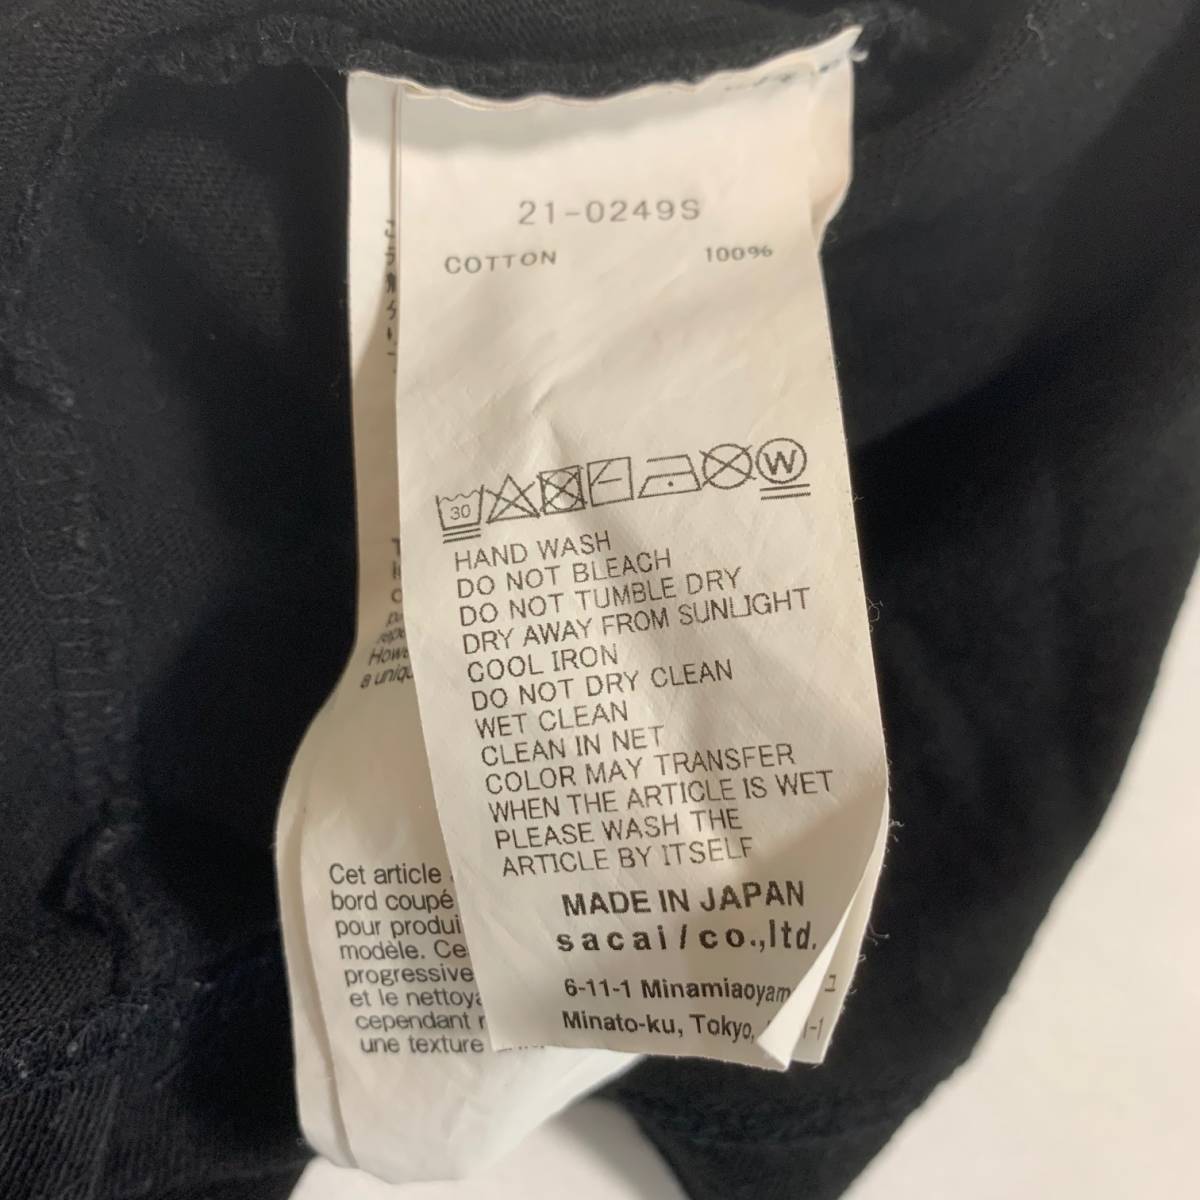 21-0249S
COTTON 100%
30
W
HAND WASH
DO NOT BLEACH
DO NOT TUMBLE DRY
DRY AWAY FROM SUNLIGHT
COOL IRON
DO NOT DRY CLEAN
WET CLEAN
CLEAN IN NET
COLOR MAY TRANSFER
WHEN THE ARTICLE IS WET
PLEASE WASH THE
ARTICLE BY ITSELF
MADE IN JAPAN
sacai / co.,ltd.
6-11-1 Minamiaoyam
Minato-ku, Tokyo,
Cet article
bord coupé
pour produi
modèle. Ce
progressive
et le nettoya
cependant
une texture